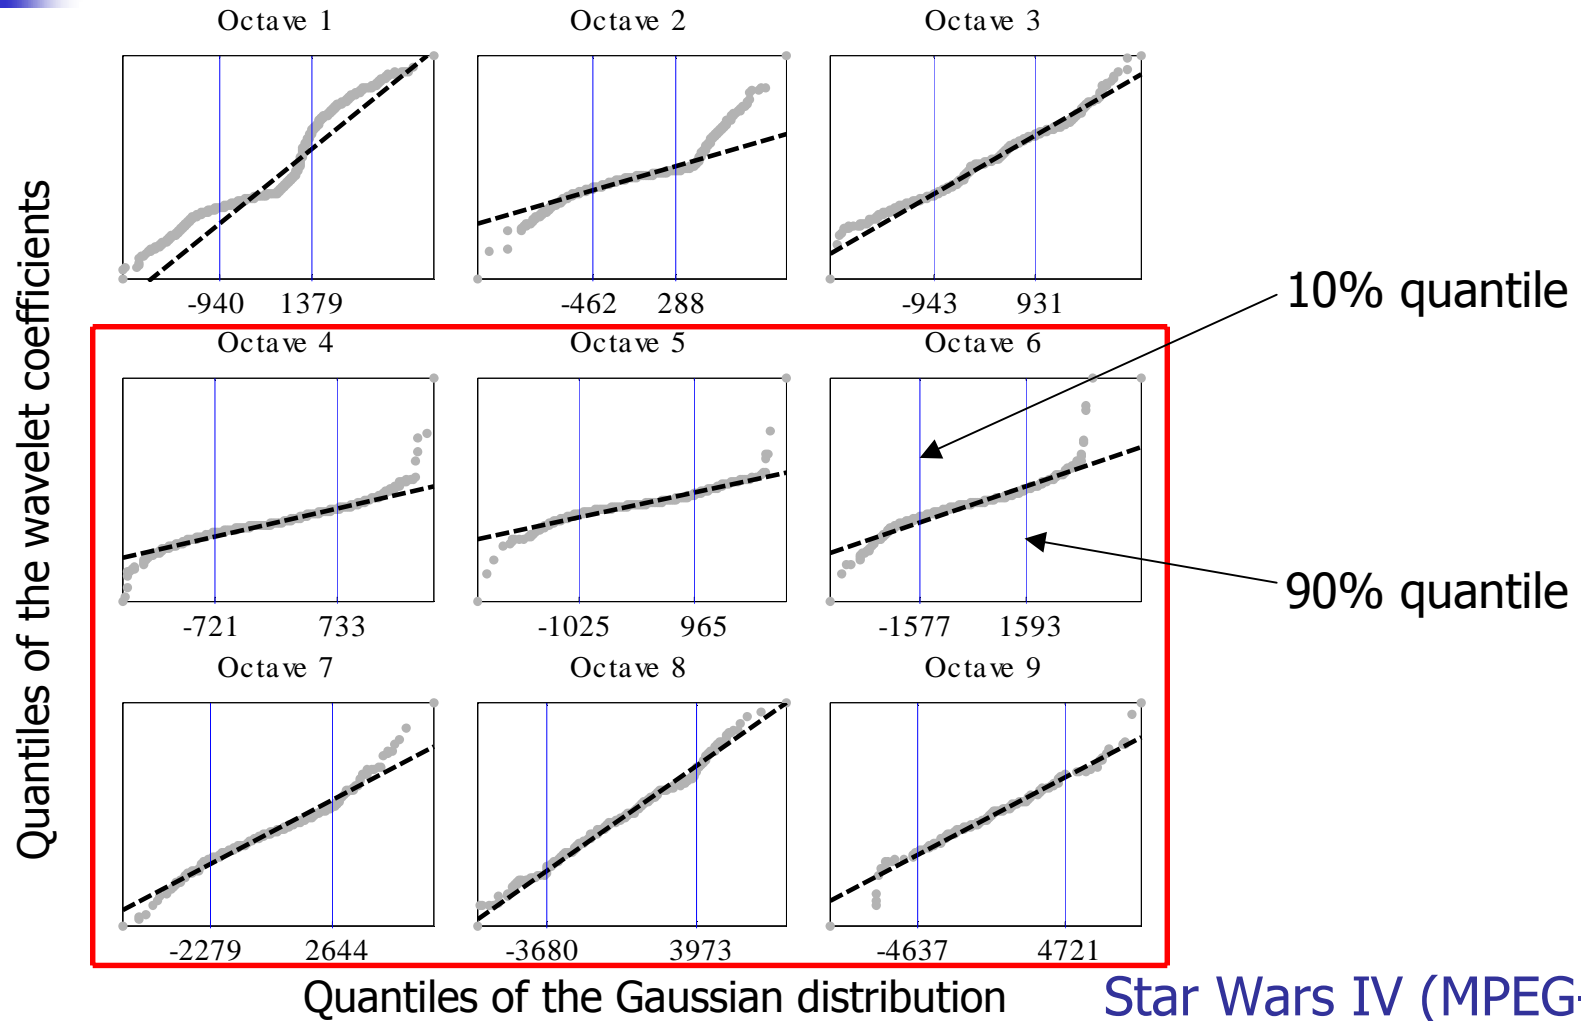 Octave 1
Octave 2
Octave 3
-940 1379
-462 288
-943 931
Quantiles of the wavelet coefficients
10% quantile
Octave 4
Octave 5
Octave 6
-721 733
-1025 965
-1577 1593
90% quantile
Octave 7
Octave 8
Octave 9
-2279 2644
-3680 3973
-4637 4721
Quantiles of the Gaussian distribution
Star Wars IV (MPEG-